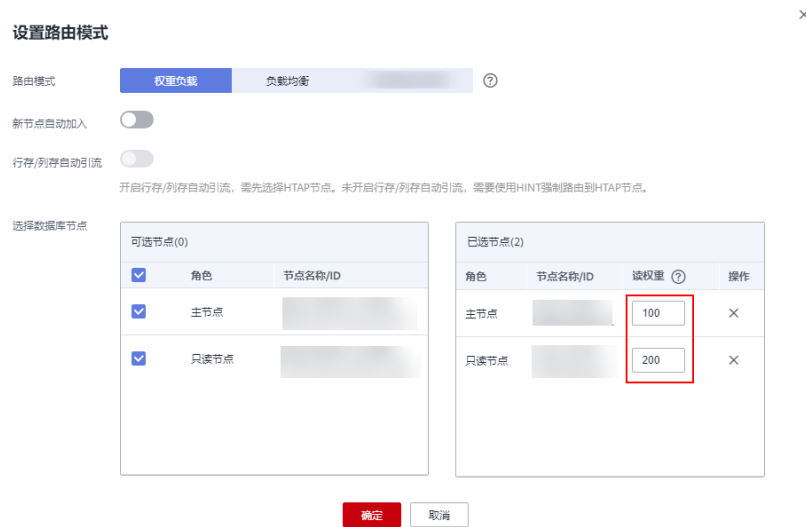 设置路由模式
路由模式 权重负载 负载均衡
新节点自动加入
行存/列存自动引流
开启行存/列存自动引流，需先选择HTAP节点。未开启行存/列存自动引流，需要使用HINT强制路由到HTAP节点。
选择数据库节点
可选节点(0)
角色 节点名称/ID
主节点
只读节点
已选节点(2)
角色 节点名称/ID 读权重 操作
主节点 100
只读节点 200
确定 取消